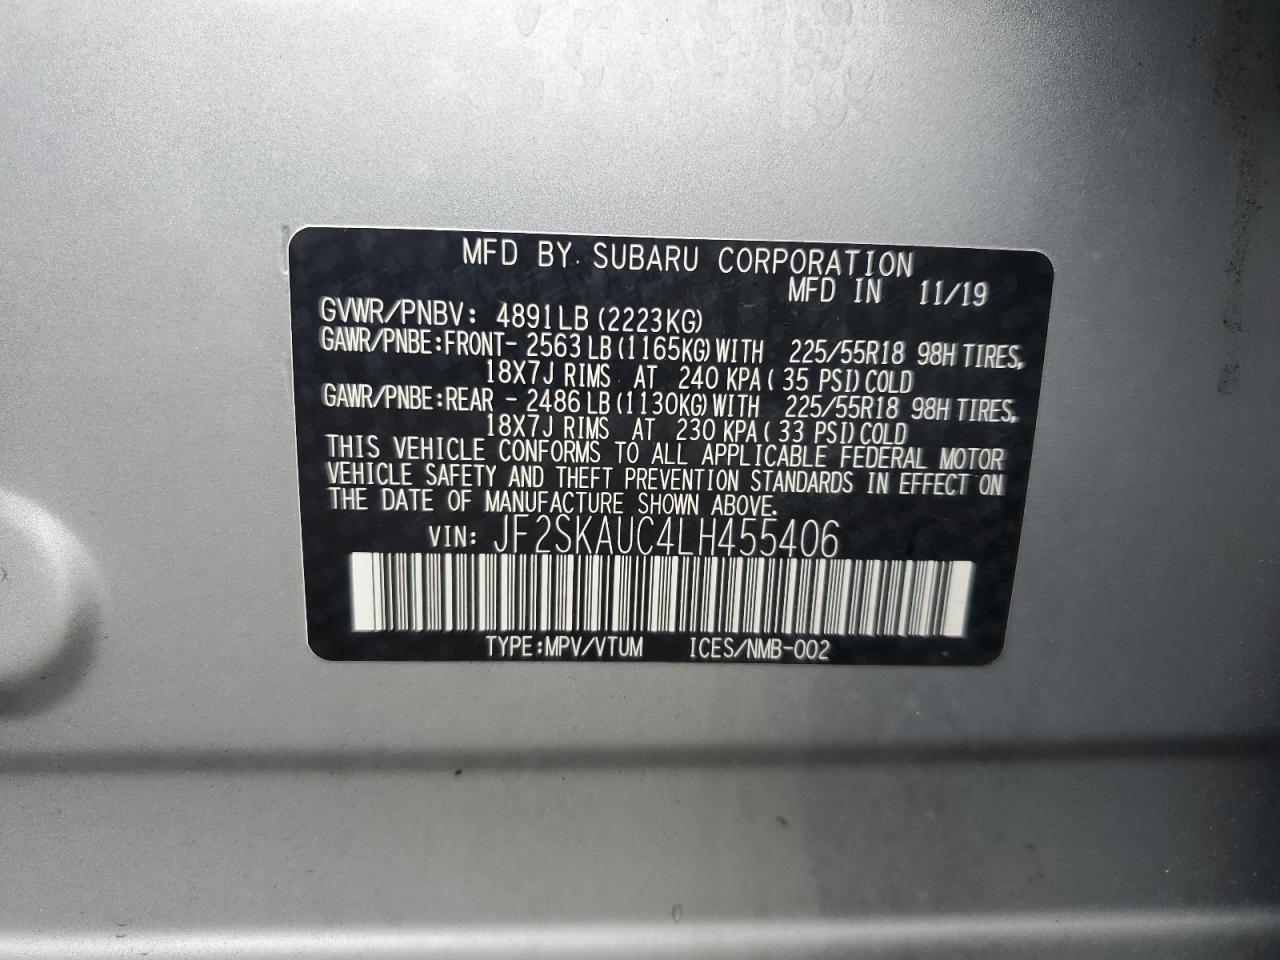 MFD BY. SUBARU CORPORATION
MFD IN 11/19
GVWR/PNBV: 4891LB (2223KG)
GAWR/PNBE:FRONT- 2563 LB (1165KG) WITH 225/55R18 98H TIRES,
18X7J RIMS AT 240 KPA ( 35 PSI) COLD
GAWR/PNBE:REAR - 2486 LB (1130KG) WITH 225/55R18 98H TIRES,
18X7J RIMS AT 230 KPA ( 33 PSI) COLD
THIS VEHICLE CONFORMS TO ALL APPLICABLE FEDERAL MOTOR
VEHICLE SAFETY AND THEFT PREVENTION STANDARDS IN EFFECT ON
THE DATE OF MANUFACTURE SHOWN ABOVE.
VIN: JF2SKAUC4LH455406
TYPE:MPV/VTUM ICES/NMB-002